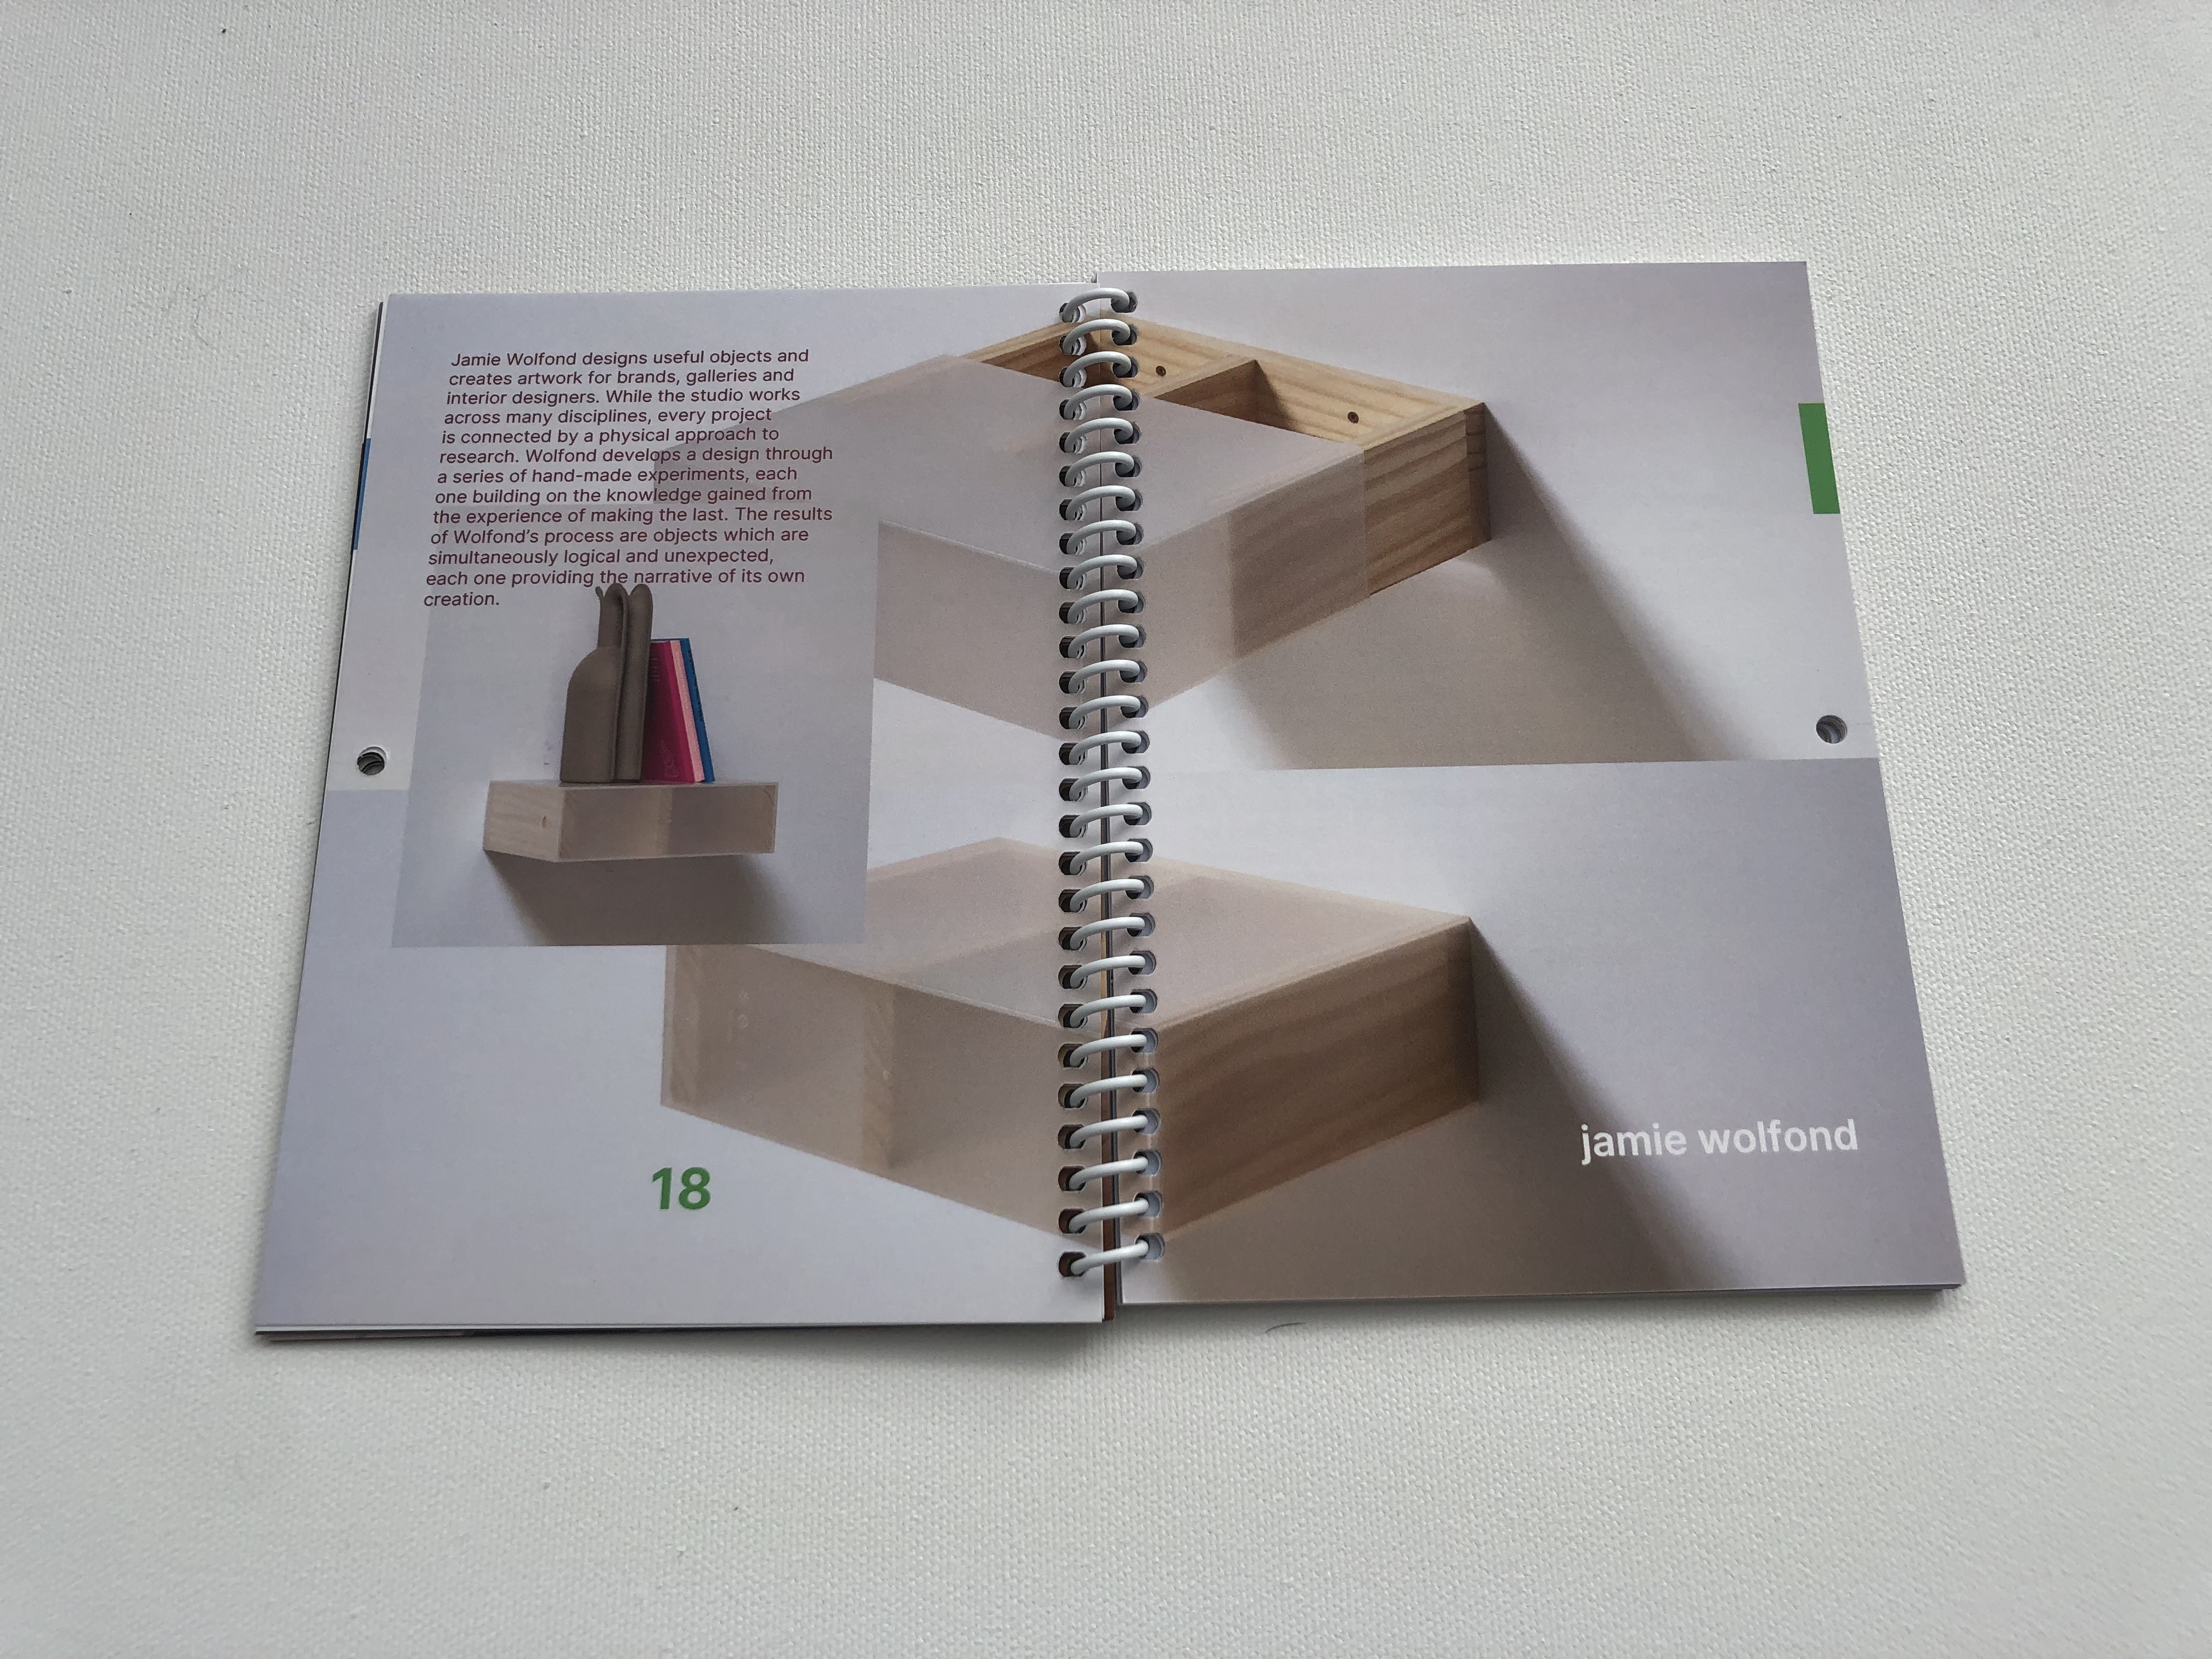 Jamie Wolfond designs useful objects and
creates artwork for brands, galleries and
interior designers. While the studio works
across many disciplines, every project
is connected by a physical approach to
research. Wolfond develops a design through
a series of hand-made experiments, each
one building on the knowledge gained from
the experience of making the last. The results
of Wolfond's process are objects which are
simultaneously logical and unexpected,
each one providing the narrative of its own
creation.
18
jamie wolfond